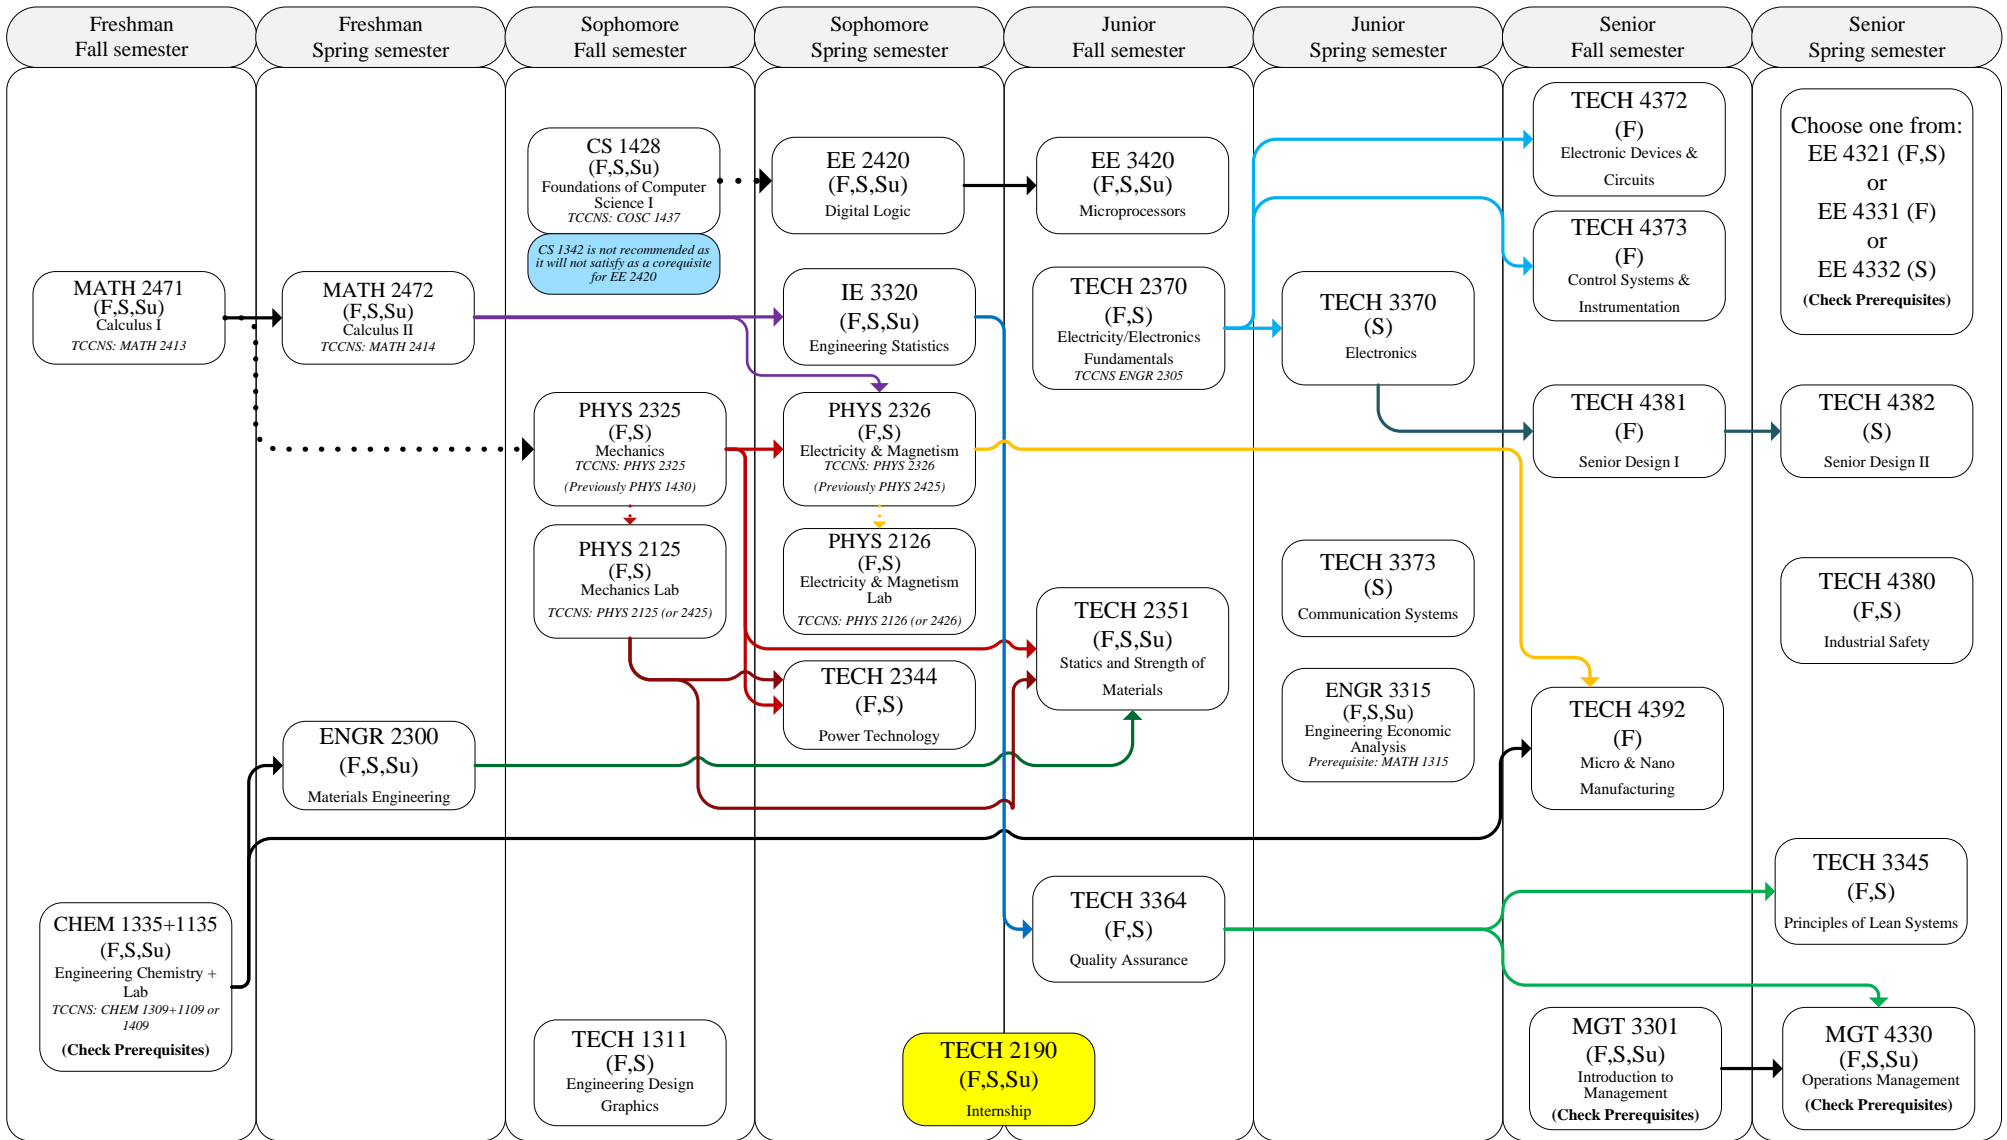 Freshman
Fall semester
Freshman
Spring semester
Sophomore
Fall semester
Sophomore
Spring semester
Junior
Fall semester
Junior
Spring semester
Senior
Fall semester
Senior
Spring semester
MATH 2471
(F,S,Su)
Calculus I
TCCNS: MATH 2413
CHEM 1335+1135
(F,S,Su)
Engineering Chemistry +
Lab
TCCNS: CHEM 1309+1109 or
1409
(Check Prerequisites)
MATH 2472
(F,S,Su)
Calculus II
TCCNS: MATH 2414
ENGR 2300
(F,S,Su)
Materials Engineering
CS 1428
(F,S,Su)
Foundations of Computer
Science I
TCCNS: COSC 1437
CS 1342 is not recommended as
it will not satisfy as a corequisite
for EE 2420
PHYS 2325
(F,S)
Mechanics
TCCNS: PHYS 2325
(Previously PHYS 1430)
PHYS 2125
(F,S)
Mechanics Lab
TCCNS: PHYS 2125 (or 2425)
TECH 1311
(F,S)
Engineering Design
Graphics
EE 2420
(F,S,Su)
Digital Logic
IE 3320
(F,S,Su)
Engineering Statistics
PHYS 2326
(F,S)
Electricity & Magnetism
TCCNS: PHYS 2326
(Previously PHYS 2425)
PHYS 2126
(F,S)
Electricity & Magnetism
Lab
TCCNS: PHYS 2126 (or 2426)
TECH 2344
(F,S)
Power Technology
TECH 2190
(F,S,Su)
Internship
EE 3420
(F,S,Su)
Microprocessors
TECH 2370
(F,S)
Electricity/Electronics
Fundamentals
TCCNS ENGR 2305
TECH 2351
(F,S,Su)
Statics and Strength of
Materials
TECH 3364
(F,S)
Quality Assurance
TECH 3370
(S)
Electronics
TECH 3373
(S)
Communication Systems
ENGR 3315
(F,S,Su)
Engineering Economic
Analysis
Prerequisite: MATH 1315
TECH 4372
(F)
Electronic Devices &
Circuits
TECH 4373
(F)
Control Systems &
Instrumentation
TECH 4381
(F)
Senior Design I
TECH 4392
(F)
Micro & Nano
Manufacturing
MGT 3301
(F,S,Su)
Introduction to
Management
(Check Prerequisites)
Choose one from:
EE 4321 (F,S)
or
EE 4331 (F)
or
EE 4332 (S)
(Check Prerequisites)
TECH 4382
(S)
Senior Design II
TECH 4380
(F,S)
Industrial Safety
TECH 3345
(F,S)
Principles of Lean Systems
MGT 4330
(F,S,Su)
Operations Management
(Check Prerequisites)